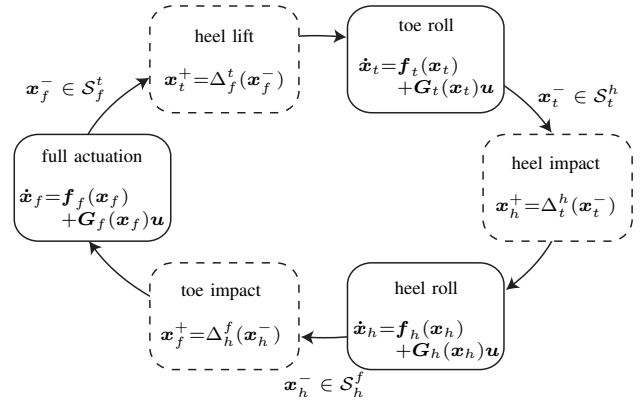 heel lift
x_t^+=Δ_f^t(x_f^-)
toe roll
ẋ_t=f_t(x_t)
+G_t(x_t)u
x_f^- ∈ S_f^t
x_t^- ∈ S_t^h
full actuation
ẋ_f=f_f(x_f)
+G_f(x_f)u
heel impact
x_h^+=Δ_t^h(x_t^-)
toe impact
x_f^+=Δ_h^f(x_h^-)
heel roll
ẋ_h=f_h(x_h)
+G_h(x_h)u
x_h^- ∈ S_h^f